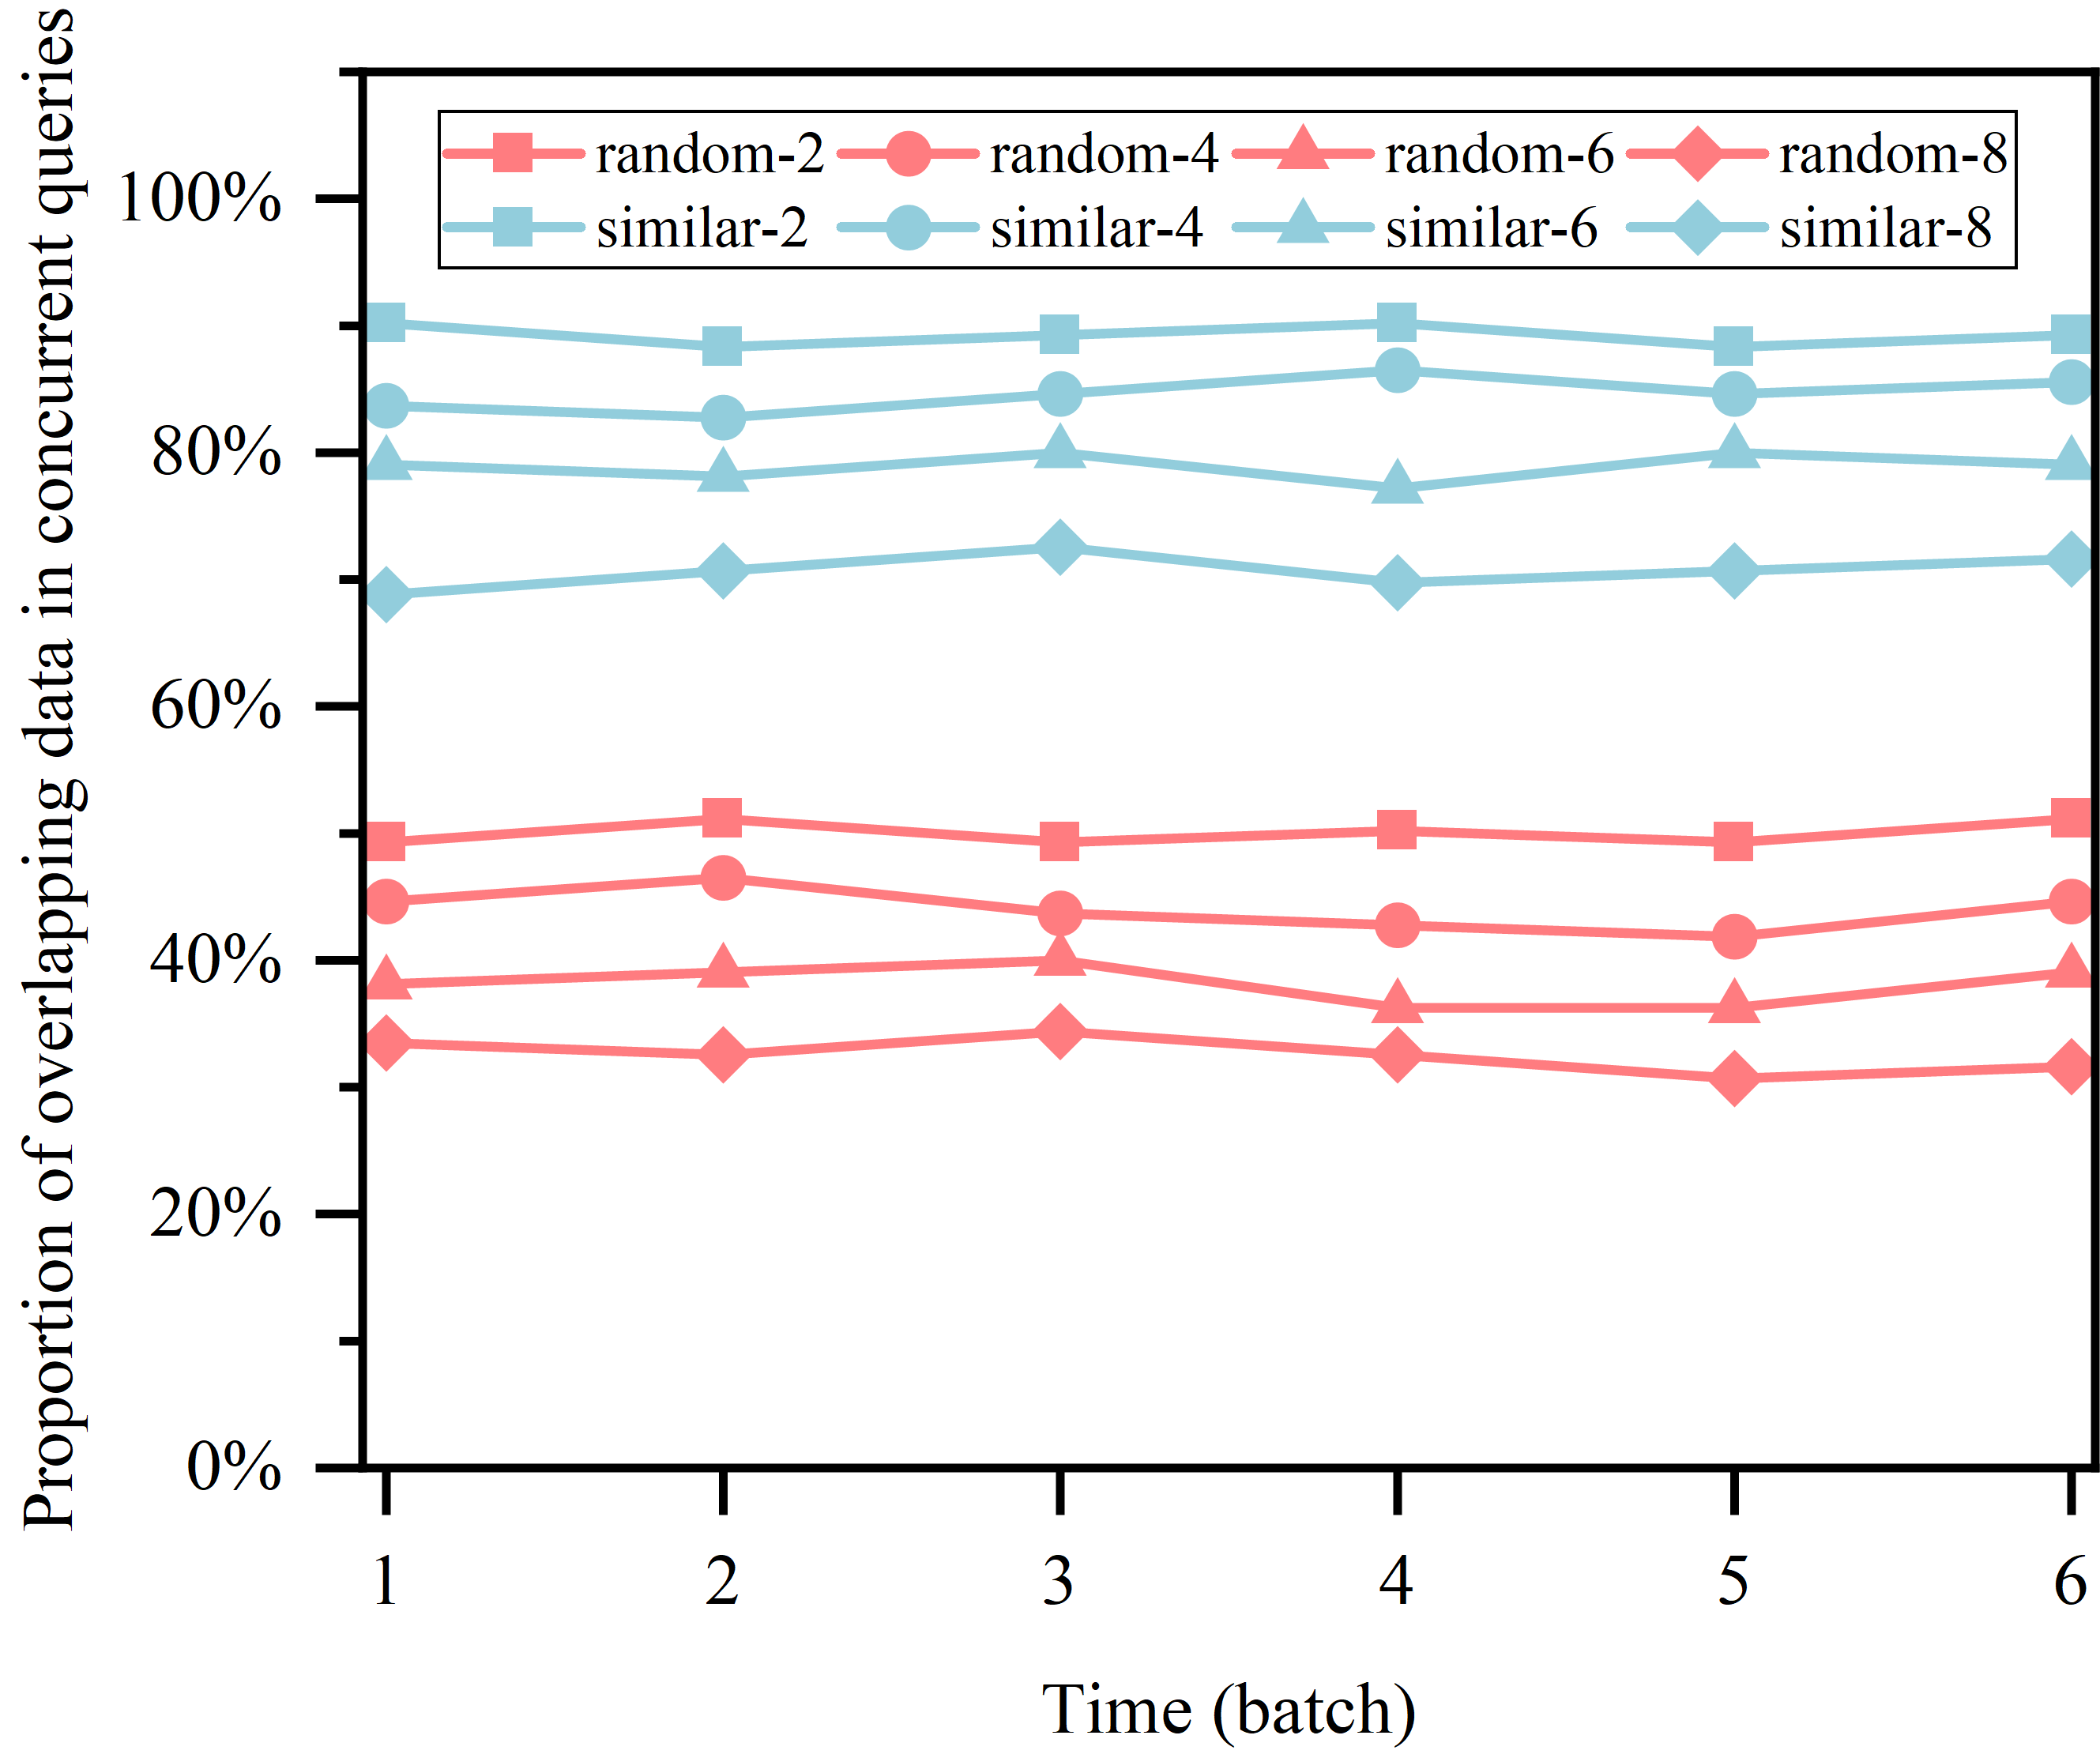 Proportion of overlapping data in concurrent queries
random-2 random-4 random-6 random-8
similar-2 similar-4 similar-6 similar-8
100%
80%
60%
40%
20%
0%
1 2 3 4 5 6
Time (batch)